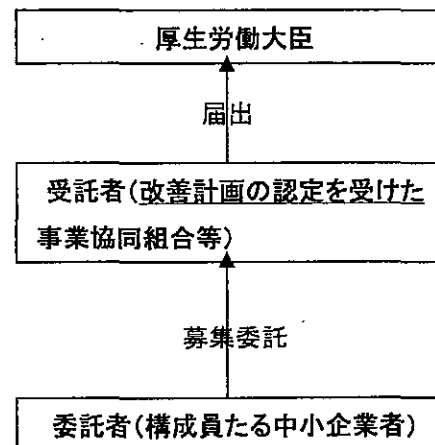 厚生労働大臣
届出
受託者(改善計画の認定を受けた
事業協同組合等)
募集委託
委託者(構成員たる中小企業者)